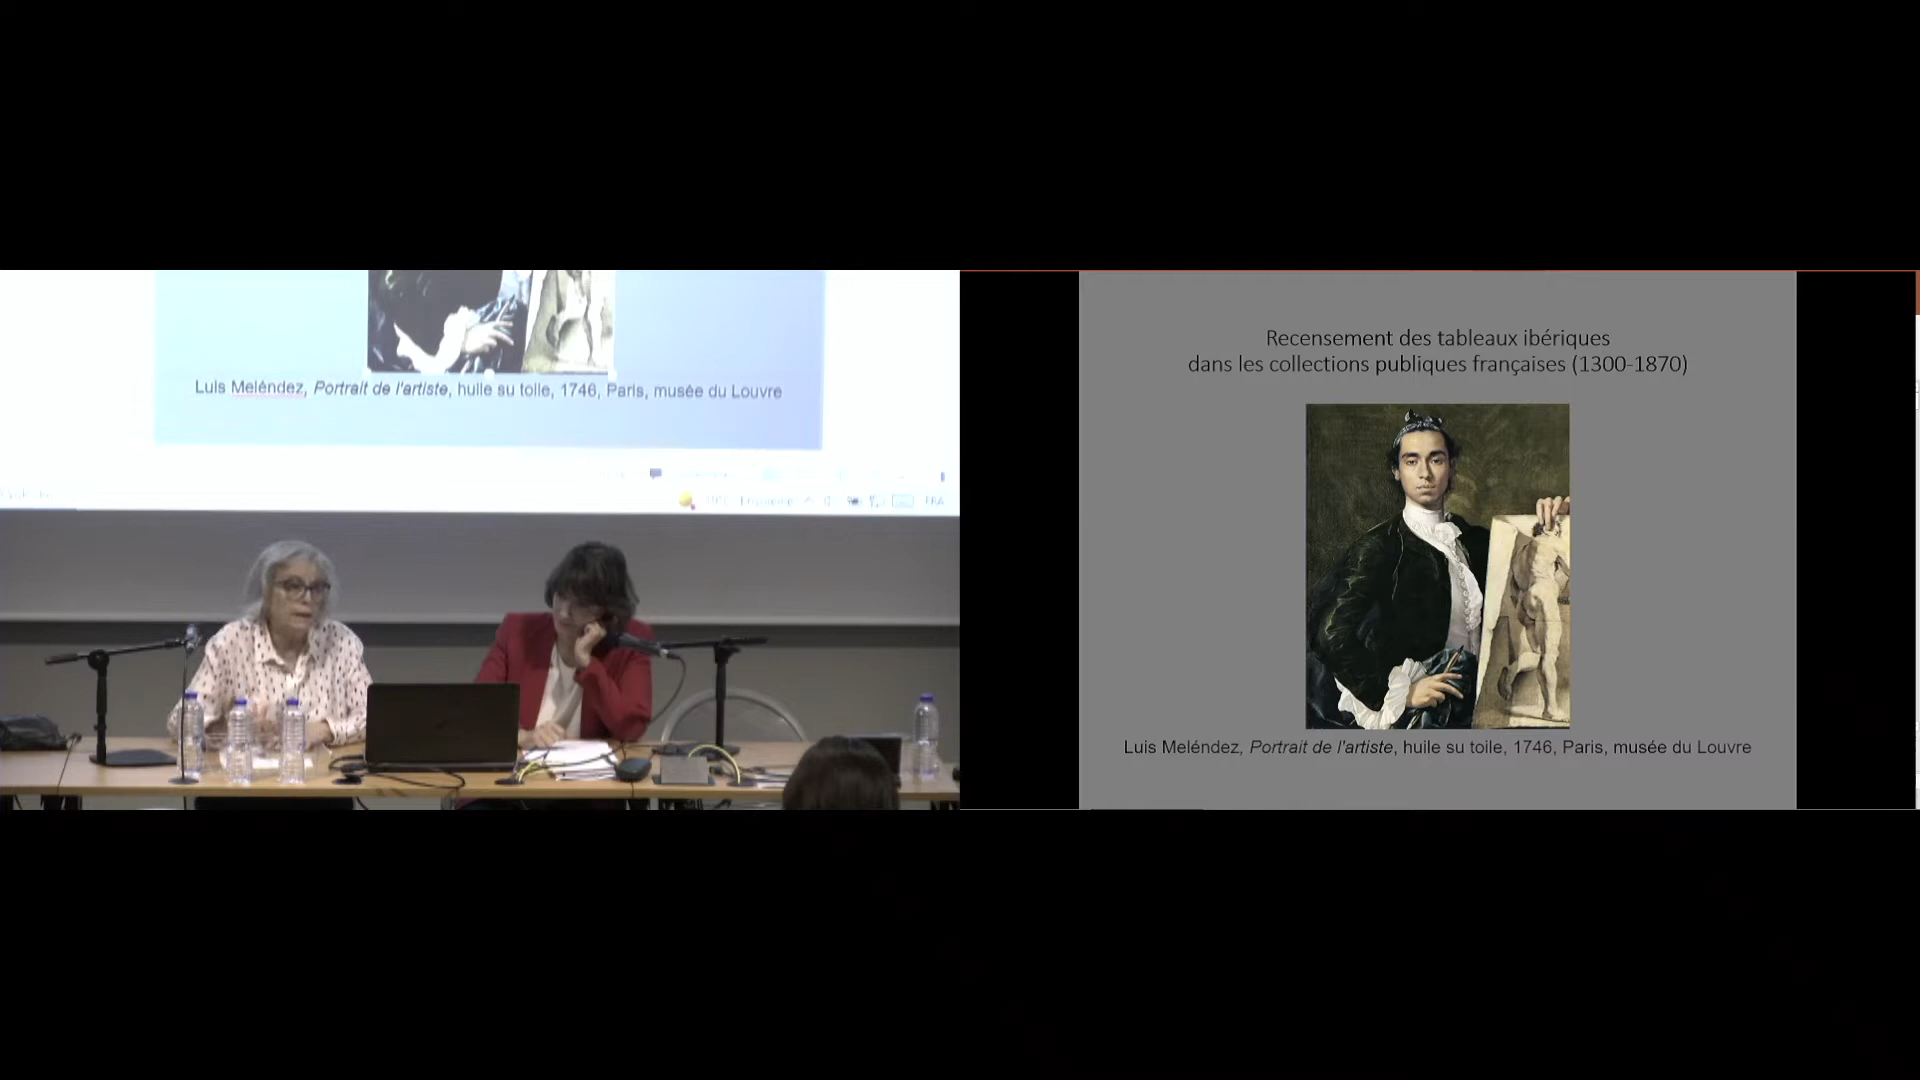 Luis Meléndez, Portrait de l'artiste, huile su toile, 1746, Paris, musée du Louvre
FRA
Recensement des tableaux ibériques
dans les collections publiques françaises (1300-1870)
Luis Meléndez, Portrait de l'artiste, huile su toile, 1746, Paris, musée du Louvre